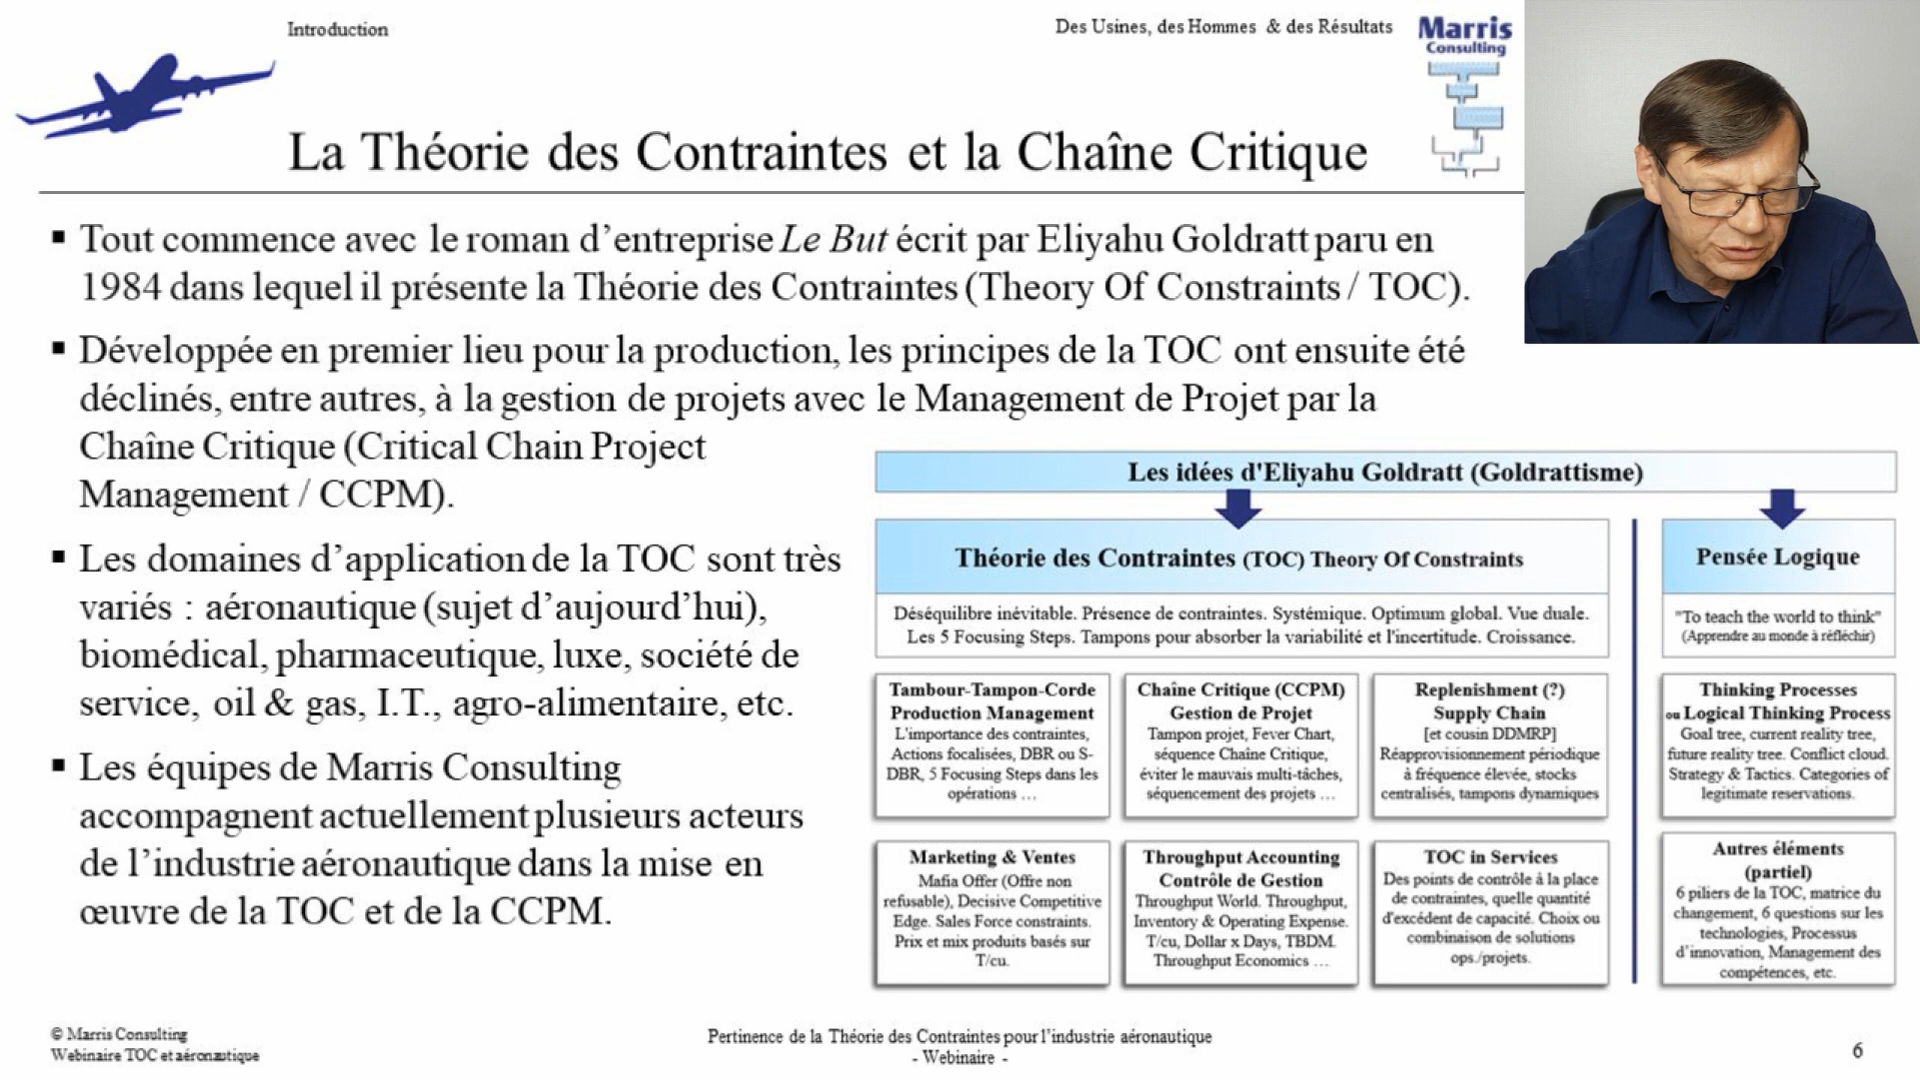 Introduction
Des Usines, des Hommes & des Résultats
Marris
Consulting
La Théorie des Contraintes et la Chaîne Critique
▪ Tout commence avec le roman d’entreprise Le But écrit par Eliyahu Goldratt paru en
1984 dans lequel il présente la Théorie des Contraintes (Theory Of Constraints / TOC).
▪ Développée en premier lieu pour la production, les principes de la TOC ont ensuite été
déclinés, entre autres, à la gestion de projets avec le Management de Projet par la
Chaîne Critique (Critical Chain Project
Management / CCPM).
▪ Les domaines d’application de la TOC sont très
variés : aéronautique (sujet d’aujourd’hui),
biomédical, pharmaceutique, luxe, société de
service, oil & gas, I.T., agro-alimentaire, etc.
▪ Les équipes de Marris Consulting
accompagnent actuellement plusieurs acteurs
de l’industrie aéronautique dans la mise en
œuvre de la TOC et de la CCPM.
Les idées d'Eliyahu Goldratt (Goldrattisme)
Théorie des Contraintes (TOC) Theory Of Constraints
Déséquilibre inévitable. Présence de contraintes. Systémique. Optimum global. Vue duale.
Les 5 Focusing Steps. Tampons pour absorber la variabilité et l'incertitude. Croissance.
Pensée Logique
"To teach the world to think"
(Apprendre au monde à réfléchir)
Tambour-Tampon-Corde
Production Management
L'importance des contraintes,
Actions focalisées, DBR ou S-
DBR, 5 Focusing Steps dans les
opérations …
Chaîne Critique (CCPM)
Gestion de Projet
Tampon projet, Fever Chart,
séquence Chaîne Critique,
éviter le mauvais multi-tâches,
séquencement des projets …
Replenishment (?)
Supply Chain
[et cousin DDMRP]
Réapprovisionnement périodique
à fréquence élevée, stocks
centralisés, tampons dynamiques
Thinking Processes
ou Logical Thinking Process
Goal tree, current reality tree,
future reality tree. Conflict cloud.
Strategy & Tactics. Categories of
legitimate reservations.
Marketing & Ventes
Mafia Offer (Offre non
refusable), Decisive Competitive
Edge. Sales Force constraints.
Prix et mix produits basés sur
T/cu.
Throughput Accounting
Contrôle de Gestion
Throughput World. Throughput,
Inventory & Operating Expense.
T/cu, Dollar x Days, TBDM.
Throughput Economics …
TOC in Services
Des points de contrôle à la place
de contraintes, quelle quantité
d'excédent de capacité. Choix ou
combinaison de solutions
ops./projets.
Autres éléments
(partiel)
6 piliers de la TOC, matrice du
changement, 6 questions sur les
technologies, Processus
d’innovation, Management des
compétences, etc.
© Marris Consulting
Webinaire TOC et aéronautique
Pertinence de la Théorie des Contraintes pour l’industrie aéronautique
- Webinaire -
6